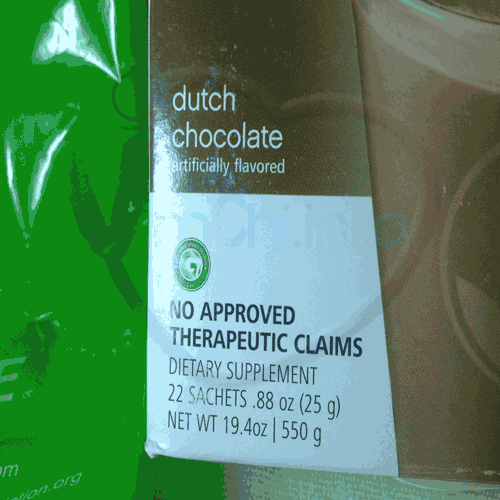 dutch
chocolate
artificially flavored
NO APPROVED
THERAPEUTIC CLAIMS
DIETARY SUPPLEMENT
22 SACHETS .88 oz (25 g)
NET WT 19.4oz | 550 g